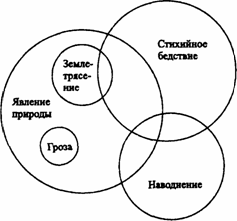 Стихийное
бедствие
Земле-
трясе-
ние
Явление
природы
Гроза
Наводнение